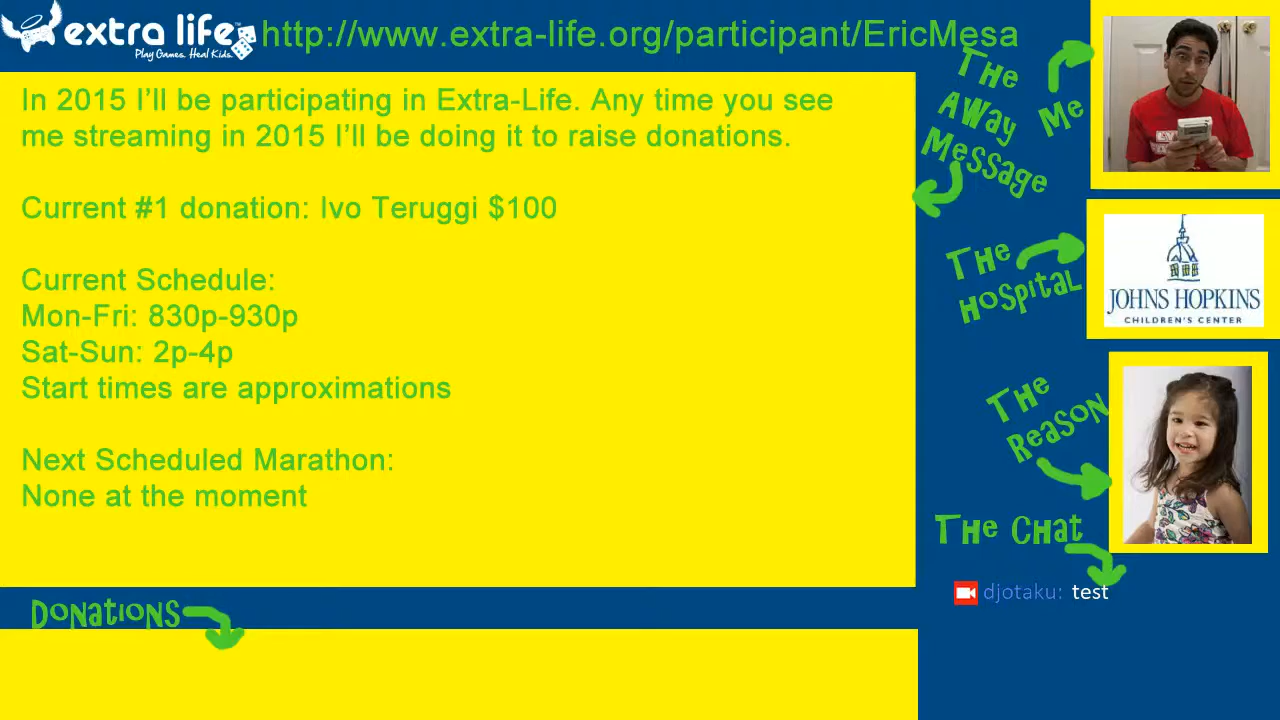 extra life
Play Games. Heal Kids.
http://www.extra-life.org/participant/EricMesa
In 2015 I'll be participating in Extra-Life. Any time you see
me streaming in 2015 I'll be doing it to raise donations.
Current #1 donation: Ivo Teruggi $100
Current Schedule:
Mon-Fri: 830p-930p
Sat-Sun: 2p-4p
Start times are approximations
Next Scheduled Marathon:
None at the moment
Donations
The
Away
Message
Me
The
Hospital
JOHNS HOPKINS
CHILDREN'S CENTER
The
Reason
The Chat
djotaku: test